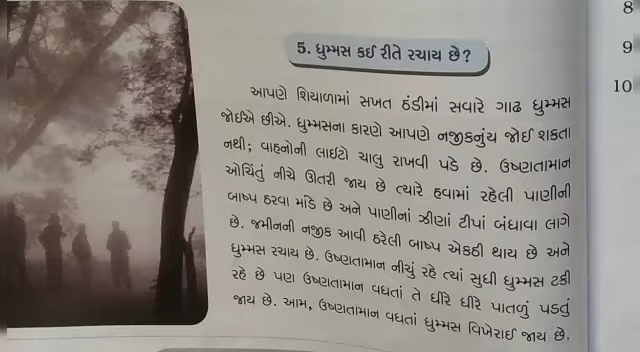 5. ધુમ્મસ કઈ રીતે રચાય છે?
આપણે શિયાળામાં સખત ઠંડીમાં સવારે ગાઢ ધુમ્મસ
જોઈએ છીએ. ધુમ્મસના કારણે આપણે નજીકનુંય જોઈ શકતા
નથી; વાહનોની લાઈટો ચાલુ રાખવી પડે છે. ઉષ્ણતામાન
ઓચિંતું નીચે ઊતરી જાય છે ત્યારે હવામાં રહેલી પાણીની
બાષ્પ ઠરવા માંડે છે અને પાણીનાં ઝીણાં ટીપાં બંધાવા લાગે
છે. જમીનની નજીક આવી ઠરેલી બાષ્પ એકઠી થાય છે અને
ધુમ્મસ રચાય છે. ઉષ્ણતામાન નીચું રહે ત્યાં સુધી ધુમ્મસ ટકી
રહે છે પણ ઉષ્ણતામાન વધતાં તે ધીરે ધીરે પાતળું પડતું
જાય છે. આમ, ઉષ્ણતામાન વધતાં ધુમ્મસ વિખેરાઈ જાય છે.
8
9
10